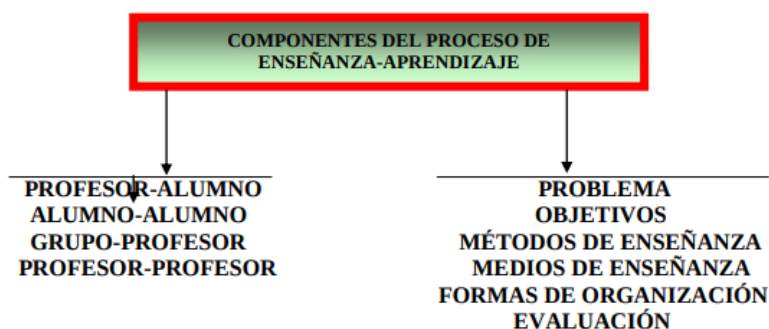 COMPONENTES DEL PROCESO DE
ENSEÑANZA-APRENDIZAJE
PROFESOR-ALUMNO
ALUMNO-ALUMNO
GRUPO-PROFESOR
PROFESOR-PROFESOR
PROBLEMA
OBJETIVOS
MÉTODOS DE ENSEÑANZA
MEDIOS DE ENSEÑANZA
FORMAS DE ORGANIZACIÓN
EVALUACIÓN